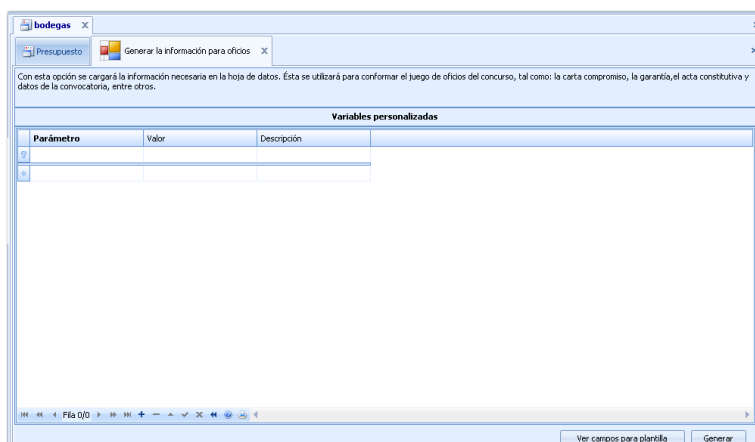 bodegas X
Presupuesto Generar la información para oficios X
Con esta opción se cargará la información necesaria en la hoja de datos. Ésta se utilizará para conformar el juego de oficios del concurso, tal como: la carta compromiso, la garantía,el acta constitutiva y
datos de la convocatoria, entre otros.
Variables personalizadas
Parámetro Valor Descripción
Fila 0/0
Ver campos para plantilla Generar